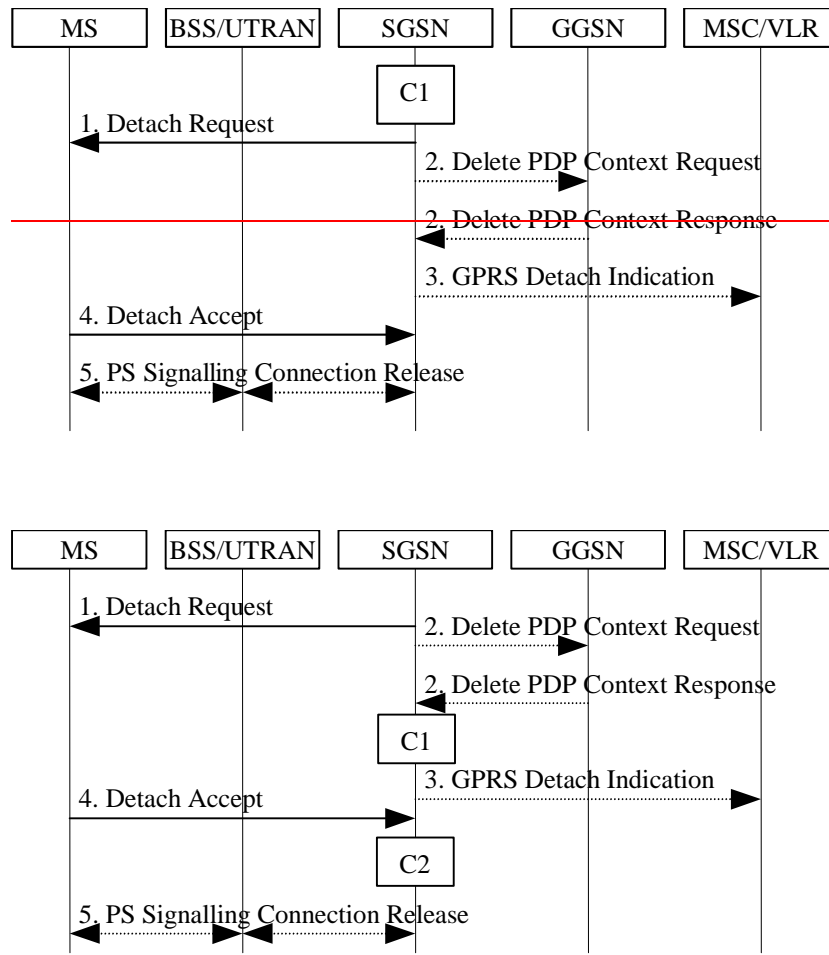 MS BSS/UTRAN SGSN GGSN MSC/VLR
C1
1. Detach Request
2. Delete PDP Context Request
2. Delete PDP Context Response
3. GPRS Detach Indication
4. Detach Accept
5. PS Signalling Connection Release
MS BSS/UTRAN SGSN GGSN MSC/VLR
1. Detach Request
2. Delete PDP Context Request
2. Delete PDP Context Response
C1
3. GPRS Detach Indication
4. Detach Accept
C2
5. PS Signalling Connection Release